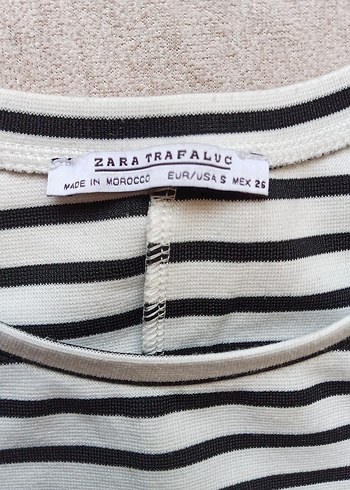 ZARA TRAFALUC
MADE IN MOROCCO EUR/USA S MEX 26